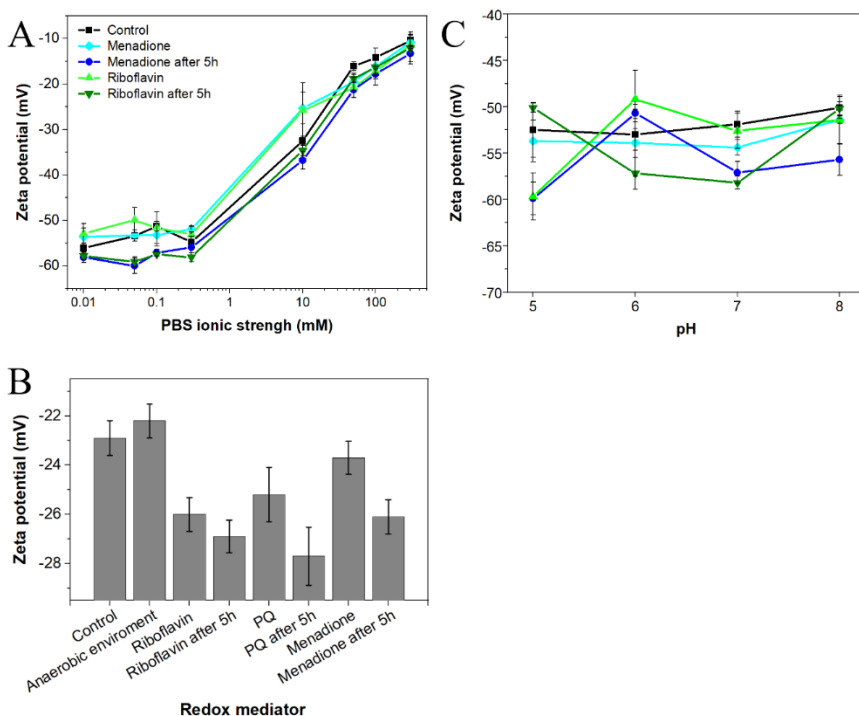 A
Zeta potential (mV)
-10
-20
-30
-40
-50
-60
Control
Menadione
Menadione after 5h
Riboflavin
Riboflavin after 5h
0.01
0.1
1
10
100
PBS ionic strengh (mM)
C
Zeta potential (mV)
-40
-45
-50
-55
-60
-65
-70
5
6
7
8
pH
B
Zeta potential (mV)
-22
-24
-26
-28
Control
Anaerobic enviroment
Riboflavin
Riboflavin after 5h
PQ
PQ after 5h
Menadione
Menadione after 5h
Redox mediator